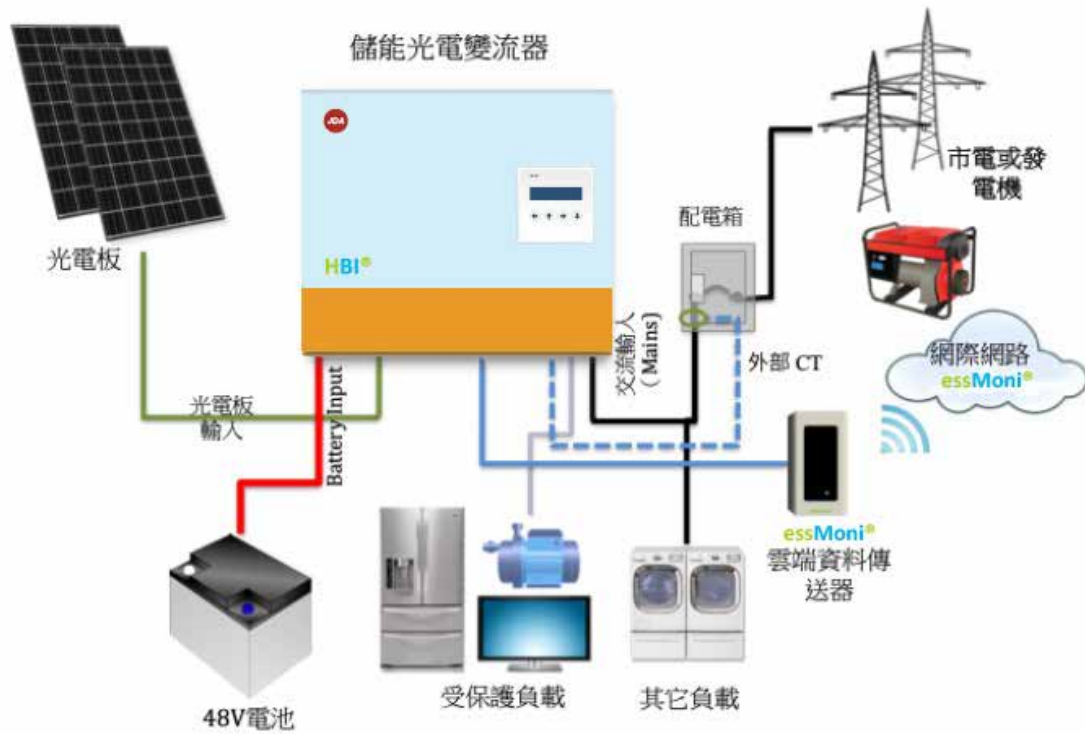 儲能光電變流器
JDA
HBI®
光電板
市電或發
電機
配電箱
交流輸入
(Mains)
外部 CT
網際網路
essMoni®
光電板
輸入
Battery Input
essMoni®
雲端資料傳
送器
48V電池
受保護負載
其它負載